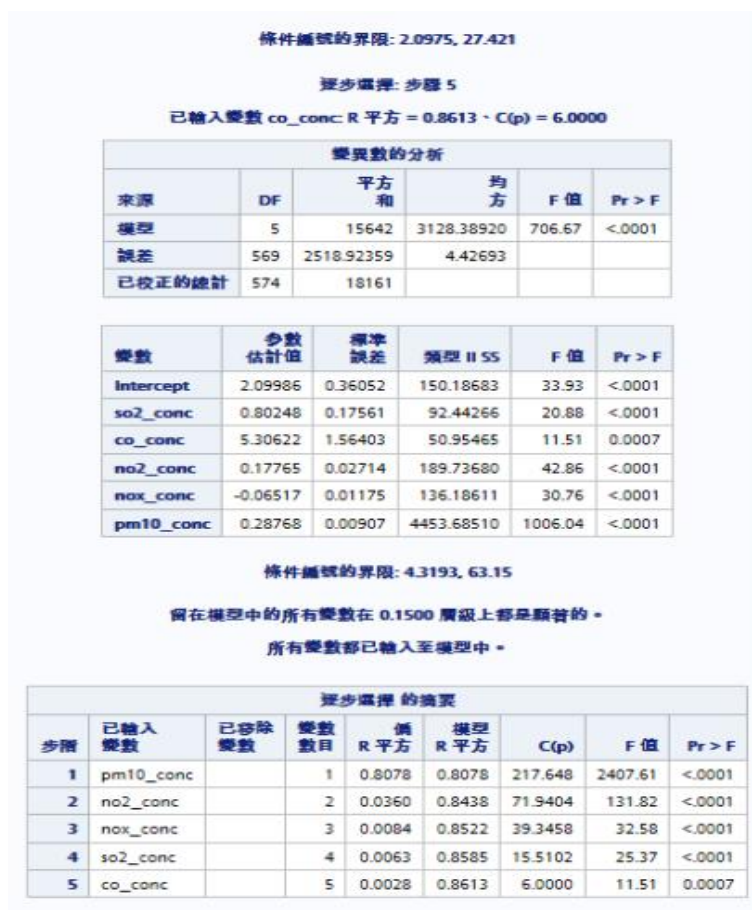 條件編號的界限: 2.0975, 27.421
逐步選擇: 步驟 5
已輸入變數 co_conc: R 平方 = 0.8613、C(p) = 6.0000
變異數的分析
來源 DF 平方和 均方 F 值 Pr > F
模型 5 15642 3128.38920 706.67 <.0001
誤差 569 2518.92359 4.42693
已校正的總計 574 18161
變數 參數估計值 標準誤差 類型 II SS F 值 Pr > F
Intercept 2.09986 0.36052 150.18683 33.93 <.0001
so2_conc 0.80248 0.17561 92.44266 20.88 <.0001
co_conc 5.30622 1.56403 50.95465 11.51 0.0007
no2_conc 0.17765 0.02714 189.73680 42.86 <.0001
nox_conc -0.06517 0.01175 136.18611 30.76 <.0001
pm10_conc 0.28768 0.00907 4453.68510 1006.04 <.0001
條件編號的界限: 4.3193, 63.15
留在模型中的所有變數在 0.1500 層級上都是顯著的。
所有變數都已輸入至模型中。
逐步選擇 的摘要
步階 已輸入變數 已移除變數 變數數目 偏 R 平方 模型 R 平方 C(p) F 值 Pr > F
1 pm10_conc 1 0.8078 0.8078 217.648 2407.61 <.0001
2 no2_conc 2 0.0360 0.8438 71.9404 131.82 <.0001
3 nox_conc 3 0.0084 0.8522 39.3458 32.58 <.0001
4 so2_conc 4 0.0063 0.8585 15.5102 25.37 <.0001
5 co_conc 5 0.0028 0.8613 6.0000 11.51 0.0007